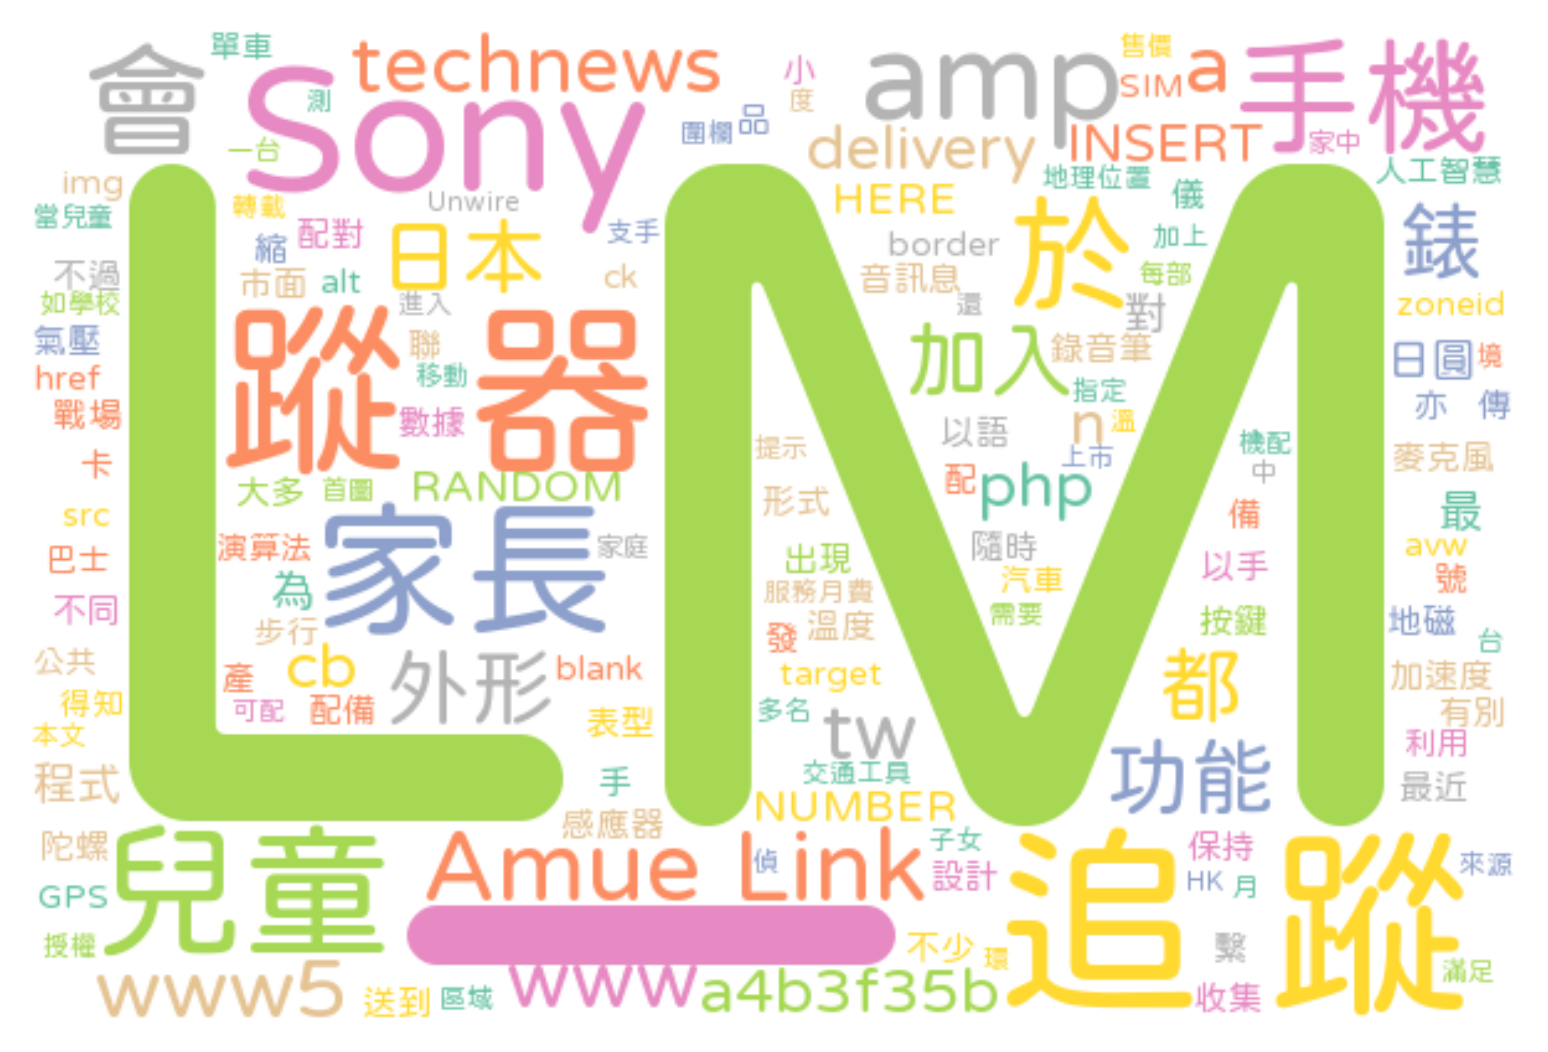 會
單車
technews
小
amp
售價
SIM
a
手機
Sony
測
度
圍欄
品
delivery
INSERT
家中
一台
img
當兒童
轉載
配對
Unwire
日本
支手
HERE
地理位置
儀
人工智慧
縮
border
於
加上
錶
不過
市面
alt
ck
音訊息
每部
如學校
進入
還
對
zoneid
氣壓
蹤
器
聯
加入
錄音筆
日圓
境
href
移動
指定
戰場
數據
n
溫
亦
傳
卡
提示
以語
上市
機配
中
麥克風
大多
首圖
RANDOM
配
php
LM
src
形式
備
最
巴士
演算法
家長
家庭
出現
隨時
avw
為
服務月費
汽車
以手
號
不同
步行
發
溫度
需要
按鍵
地磁
台
公共
產
cb
外形
blank
target
都
加速度
得知
可配
配備
表型
多名
tw
有別
本文
利用
程式
手
交通工具
功能
最近
感應器
NUMBER
陀螺
兒童
Amue Link
偵
子女
設計
追
保持
蹤
來源
GPS
HK
月
授權
不少
環
繫
滿足
www5
送到
區域
www
a4b3f35b
收集